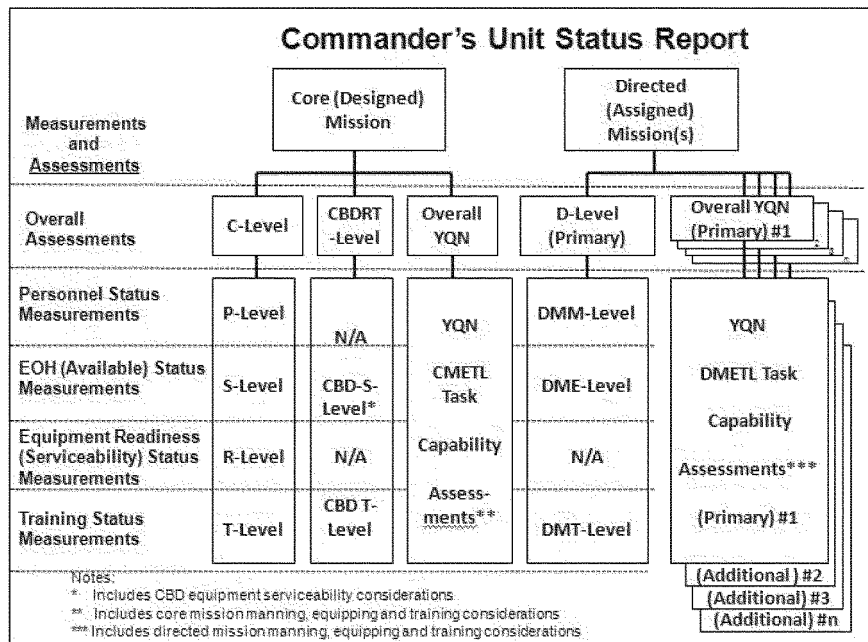 Commander's Unit Status Report
Core (Designed)
Mission
Directed
(Assigned)
Mission(s)
Measurements
and
Assessments
Overall
Assessments
C-Level
CBDRT
-Level
Overall
YQN
D-Level
(Primary)
Overall YQN
(Primary) #1
Personnel Status
Measurements
P-Level
N/A
DMM-Level
EOH (Available) Status
Measurements
S-Level
CBD-S-
Level*
DME-Level
Equipment Readiness
(Serviceability) Status
Measurements
R-Level
N/A
N/A
Training Status
Measurements
T-Level
CBD T-
Level
DMT-Level
YQN
CMETL
Task
Capability
Assess-
ments**
YQN
DMETL Task
Capability
Assessments***
(Primary) #1
(Additional) #2
(Additional) #3
(Additional) #n
Notes:
* Includes CBD equipment serviceability considerations
** Includes core mission manning, equipping and training considerations
*** Includes directed mission manning, equipping and training considerations